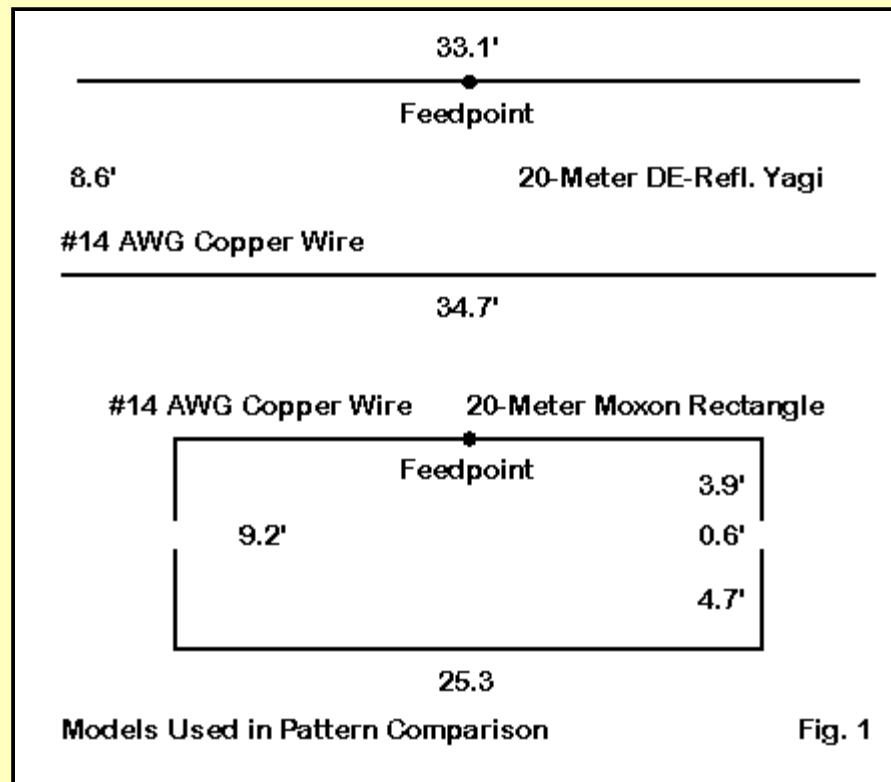 33.1'
Feedpoint
8.6' 20-Meter DE-Refl. Yagi
#14 AWG Copper Wire
34.7'
#14 AWG Copper Wire 20-Meter Moxon Rectangle
Feedpoint
3.9'
9.2' 0.6'
4.7'
25.3
Models Used in Pattern Comparison Fig. 1